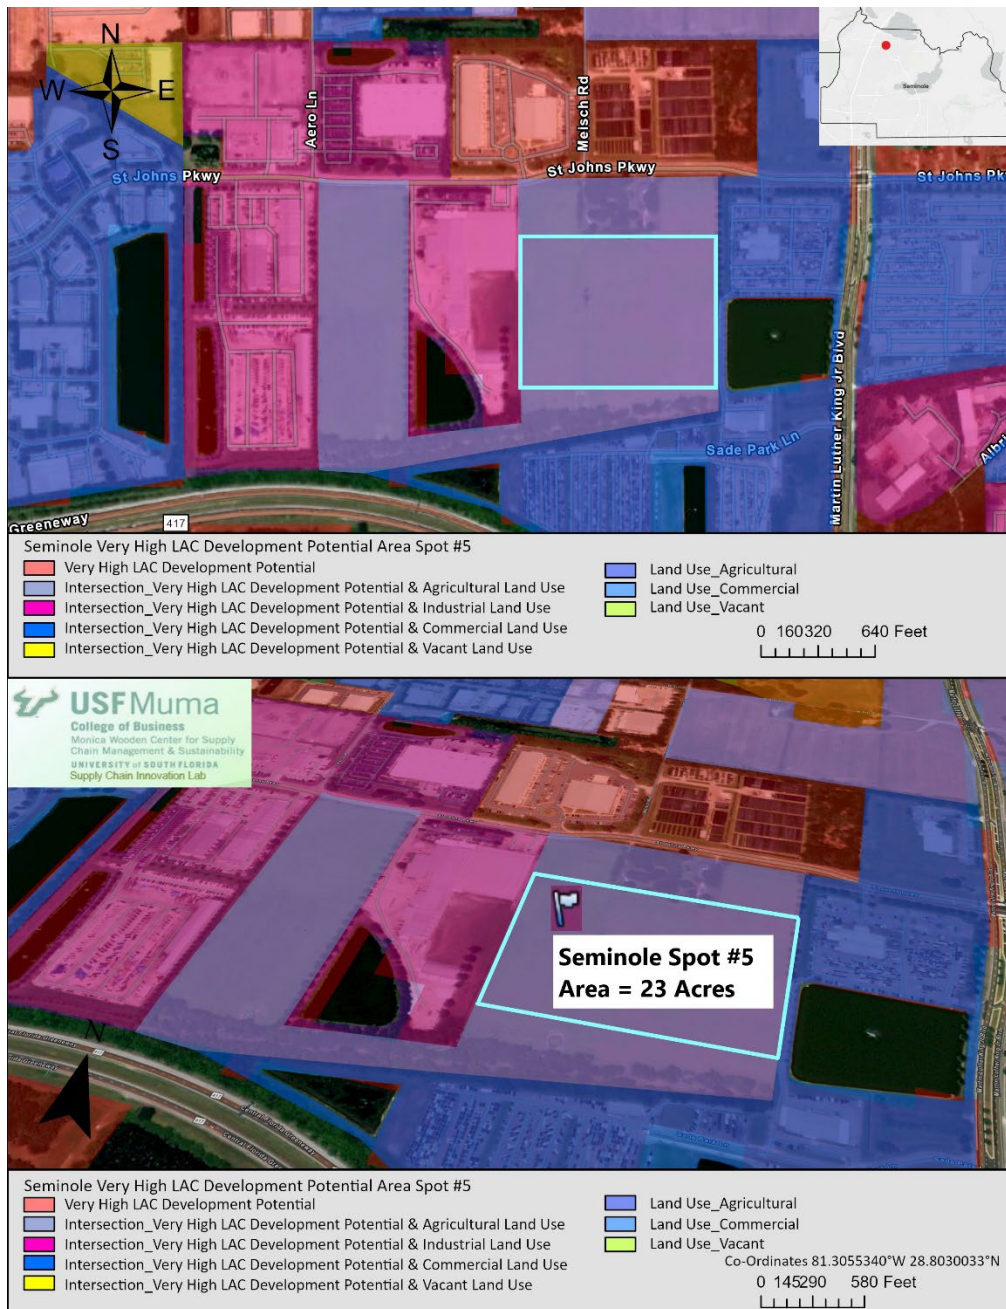 N
W E
S
Aero Ln
Meisch Rd
St Johns Pkwy
St Johns Pkwy
St Johns Pkwy
Seminole
Martin Luther King Jr Blvd
Sade Park Ln
Albri
Greeneway
417
Seminole Very High LAC Development Potential Area Spot #5
Very High LAC Development Potential
Intersection_Very High LAC Development Potential & Agricultural Land Use
Intersection_Very High LAC Development Potential & Industrial Land Use
Intersection_Very High LAC Development Potential & Commercial Land Use
Intersection_Very High LAC Development Potential & Vacant Land Use
Land Use_Agricultural
Land Use_Commercial
Land Use_Vacant
0 160320 640 Feet
USF Muma
College of Business
Monica Wooden Center for Supply
Chain Management & Sustainability
UNIVERSITY of SOUTH FLORIDA
Supply Chain Innovation Lab
Seminole Spot #5
Area = 23 Acres
N
Central Florida Greeneway
Seminole Very High LAC Development Potential Area Spot #5
Very High LAC Development Potential
Intersection_Very High LAC Development Potential & Agricultural Land Use
Intersection_Very High LAC Development Potential & Industrial Land Use
Intersection_Very High LAC Development Potential & Commercial Land Use
Intersection_Very High LAC Development Potential & Vacant Land Use
Land Use_Agricultural
Land Use_Commercial
Land Use_Vacant
Co-Ordinates 81.3055340°W 28.8030033°N
0 145290 580 Feet